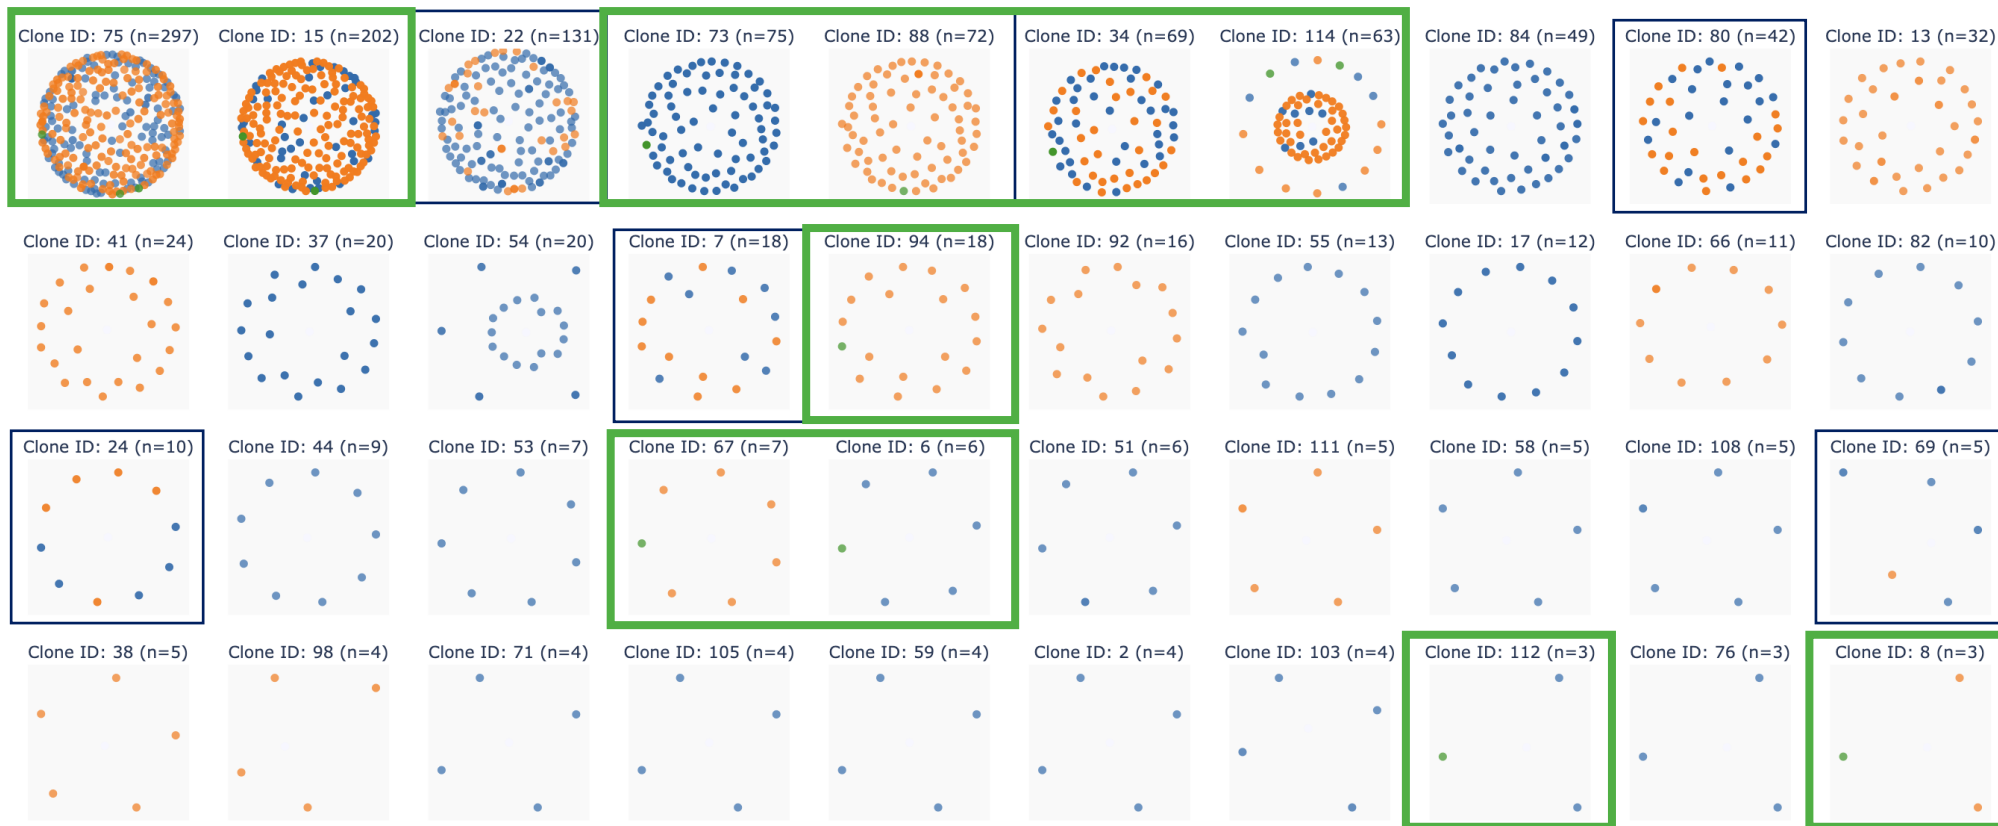 Clone ID: 75 (n=297) Clone ID: 15 (n=202) Clone ID: 22 (n=131) Clone ID: 73 (n=75) Clone ID: 88 (n=72) Clone ID: 34 (n=69) Clone ID: 114 (n=63) Clone ID: 84 (n=49) Clone ID: 80 (n=42) Clone ID: 13 (n=32)
Clone ID: 41 (n=24) Clone ID: 37 (n=20) Clone ID: 54 (n=20) Clone ID: 7 (n=18) Clone ID: 94 (n=18) Clone ID: 92 (n=16) Clone ID: 55 (n=13) Clone ID: 17 (n=12) Clone ID: 66 (n=11) Clone ID: 82 (n=10)
Clone ID: 24 (n=10) Clone ID: 44 (n=9) Clone ID: 53 (n=7) Clone ID: 67 (n=7) Clone ID: 6 (n=6) Clone ID: 51 (n=6) Clone ID: 111 (n=5) Clone ID: 58 (n=5) Clone ID: 108 (n=5) Clone ID: 69 (n=5)
Clone ID: 38 (n=5) Clone ID: 98 (n=4) Clone ID: 71 (n=4) Clone ID: 105 (n=4) Clone ID: 59 (n=4) Clone ID: 2 (n=4) Clone ID: 103 (n=4) Clone ID: 112 (n=3) Clone ID: 76 (n=3) Clone ID: 8 (n=3)